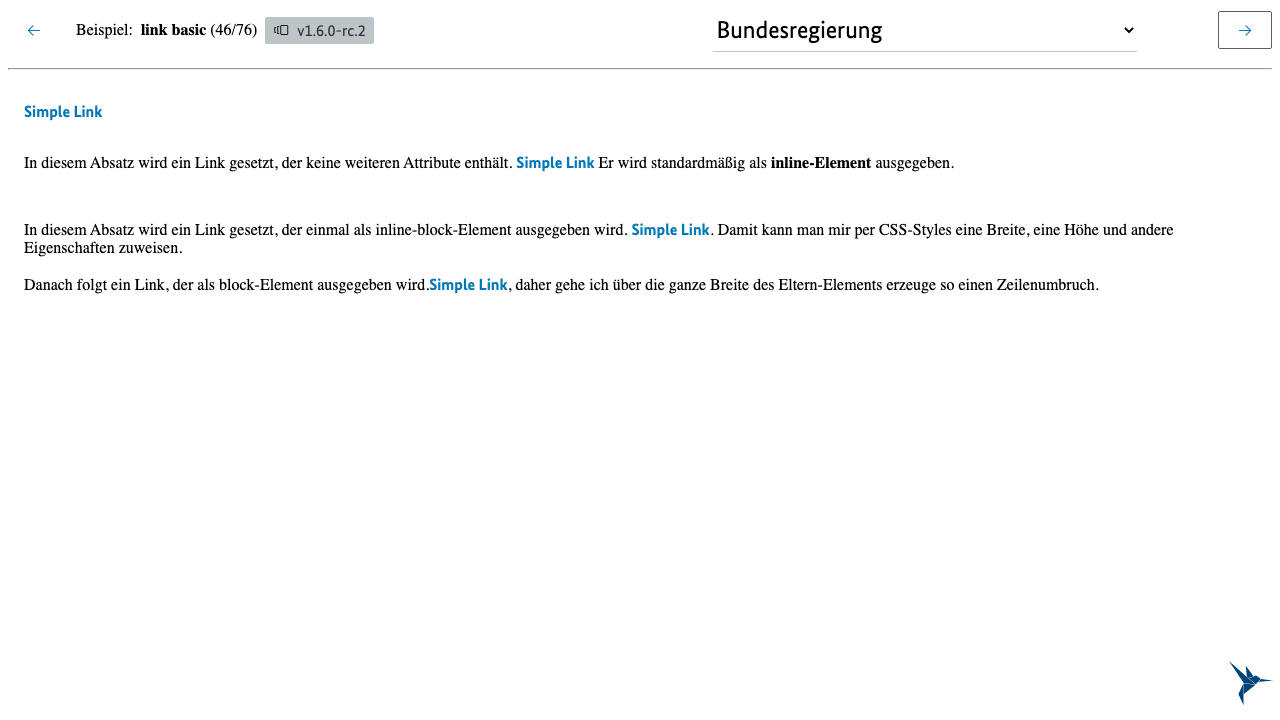 Beispiel: link basic (46/76) v1.6.0-rc.2 Bundesregierung
Simple Link
In diesem Absatz wird ein Link gesetzt, der keine weiteren Attribute enthält. Simple Link Er wird standardmäßig als inline-Element ausgegeben.
In diesem Absatz wird ein Link gesetzt, der einmal als inline-block-Element ausgegeben wird. Simple Link. Damit kann man mir per CSS-Styles eine Breite, eine Höhe und andere
Eigenschaften zuweisen.
Danach folgt ein Link, der als block-Element ausgegeben wird.Simple Link, daher gehe ich über die ganze Breite des Eltern-Elements erzeuge so einen Zeilenumbruch.